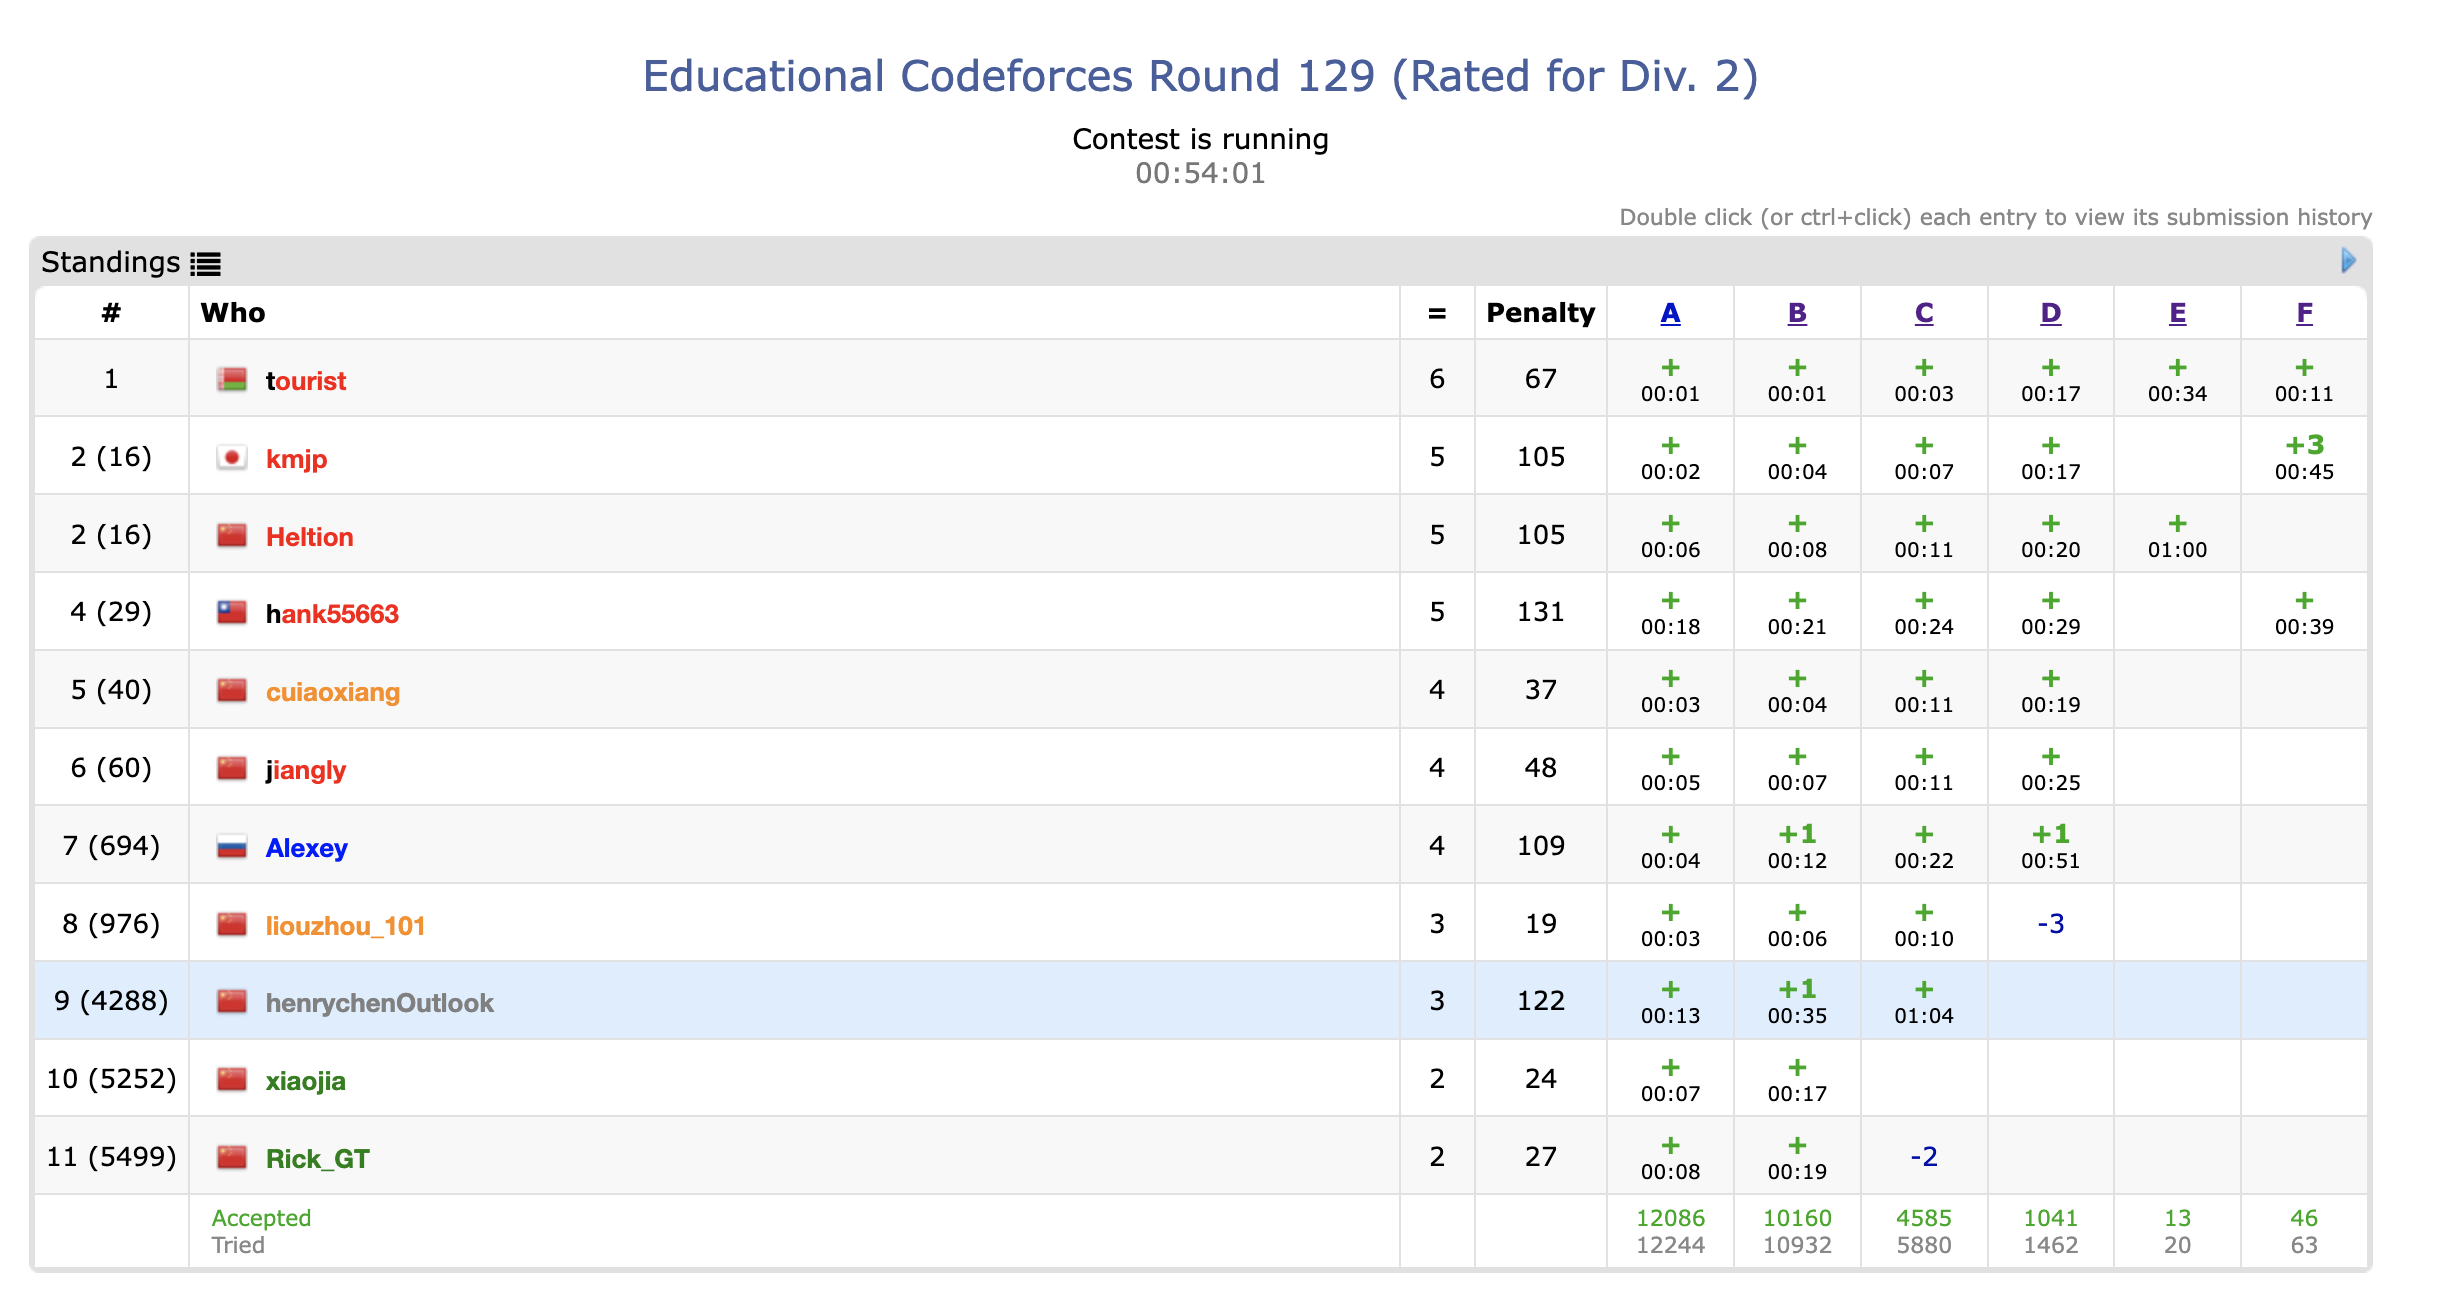 Educational Codeforces Round 129 (Rated for Div. 2)
Contest is running
00:54:01
Double click (or ctrl+click) each entry to view its submission history
Standings
# Who = Penalty A B C D E F
1 tourist 6 67 + 00:01 + 00:01 + 00:03 + 00:17 + 00:34 + 00:11
2 (16) kmjp 5 105 + 00:02 + 00:04 + 00:07 + 00:17 +3 00:45
2 (16) Heltion 5 105 + 00:06 + 00:08 + 00:11 + 00:20 + 01:00
4 (29) hank55663 5 131 + 00:18 + 00:21 + 00:24 + 00:29 + 00:39
5 (40) cuiaoxiang 4 37 + 00:03 + 00:04 + 00:11 + 00:19
6 (60) jiangly 4 48 + 00:05 + 00:07 + 00:11 + 00:25
7 (694) Alexey 4 109 + 00:04 +1 00:12 + 00:22 +1 00:51
8 (976) liouzhou_101 3 19 + 00:03 + 00:06 + 00:10 -3
9 (4288) henrychenOutlook 3 122 + 00:13 +1 00:35 + 01:04
10 (5252) xiaojia 2 24 + 00:07 + 00:17
11 (5499) Rick_GT 2 27 + 00:08 + 00:19 -2
Accepted 12086 10160 4585 1041 13 46
Tried 12244 10932 5880 1462 20 63